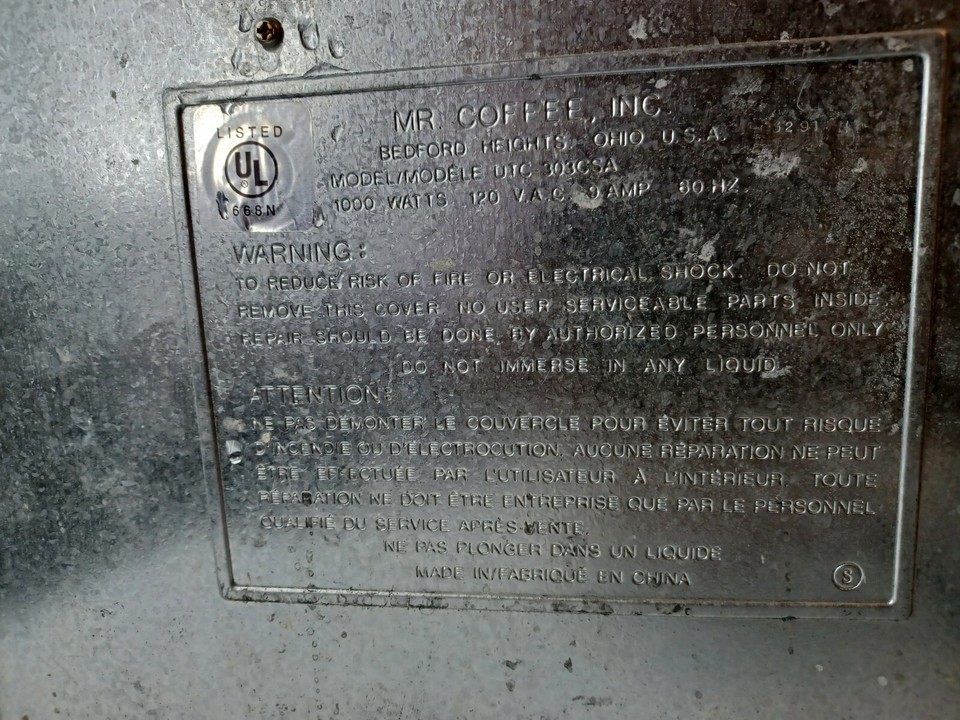 LISTED
UL
®
668N
MR. COFFEE, INC.
BEDFORD HEIGHTS, OHIO U.S.A.
MODEL/MODÈLE UTC 303CSA
1000 WATTS 120 V.A.C. 9 AMP 60 HZ.
WARNING:
TO REDUCE RISK OF FIRE OR ELECTRICAL SHOCK. DO NOT
REMOVE THIS COVER. NO USER SERVICEABLE PARTS INSIDE.
REPAIR SHOULD BE DONE BY AUTHORIZED PERSONNEL ONLY
DO NOT IMMERSE IN ANY LIQUID.
ATTENTION:
NE PAS DÉMONTER LE COUVERCLE POUR ÉVITER TOUT RISQUE
D'INCENDIE OU D'ÉLECTROCUTION. AUCUNE RÉPARATION NE PEUT
ÊTRE EFFECTUÉE PAR L'UTILISATEUR À L'INTÉRIEUR. TOUTE
RÉPARATION NE DOIT ÊTRE ENTREPRISE QUE PAR LE PERSONNEL
QUALIFIÉ DU SERVICE APRÈS-VENTE.
NE PAS PLONGER DANS UN LIQUIDE
MADE IN/FABRIQUÉ EN CHINA
S